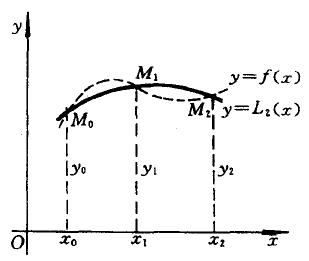 y
M₁
y=f(x)
M₀
M₂
y=L₂(x)
y₀
y₁
y₂
O
x₀
x₁
x₂
x